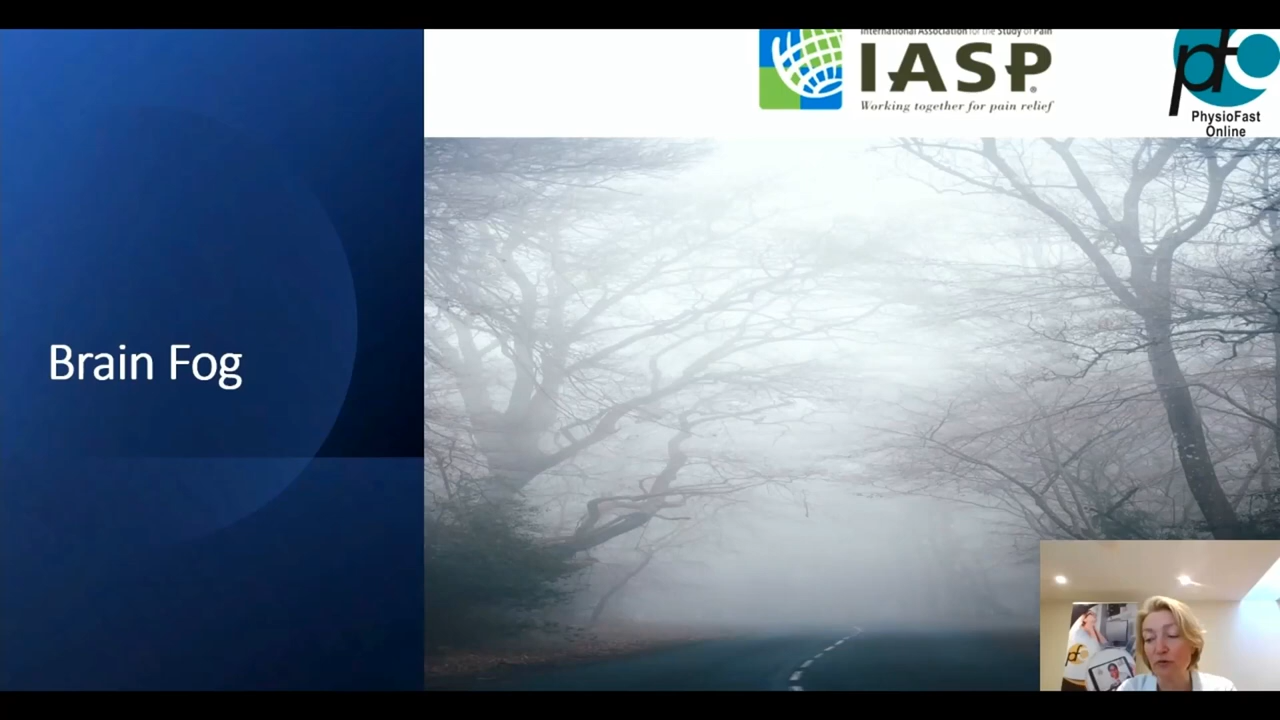 International Association for the Study of Pain
IASP
Working together for pain relief
PhysioFast
Online
Brain Fog